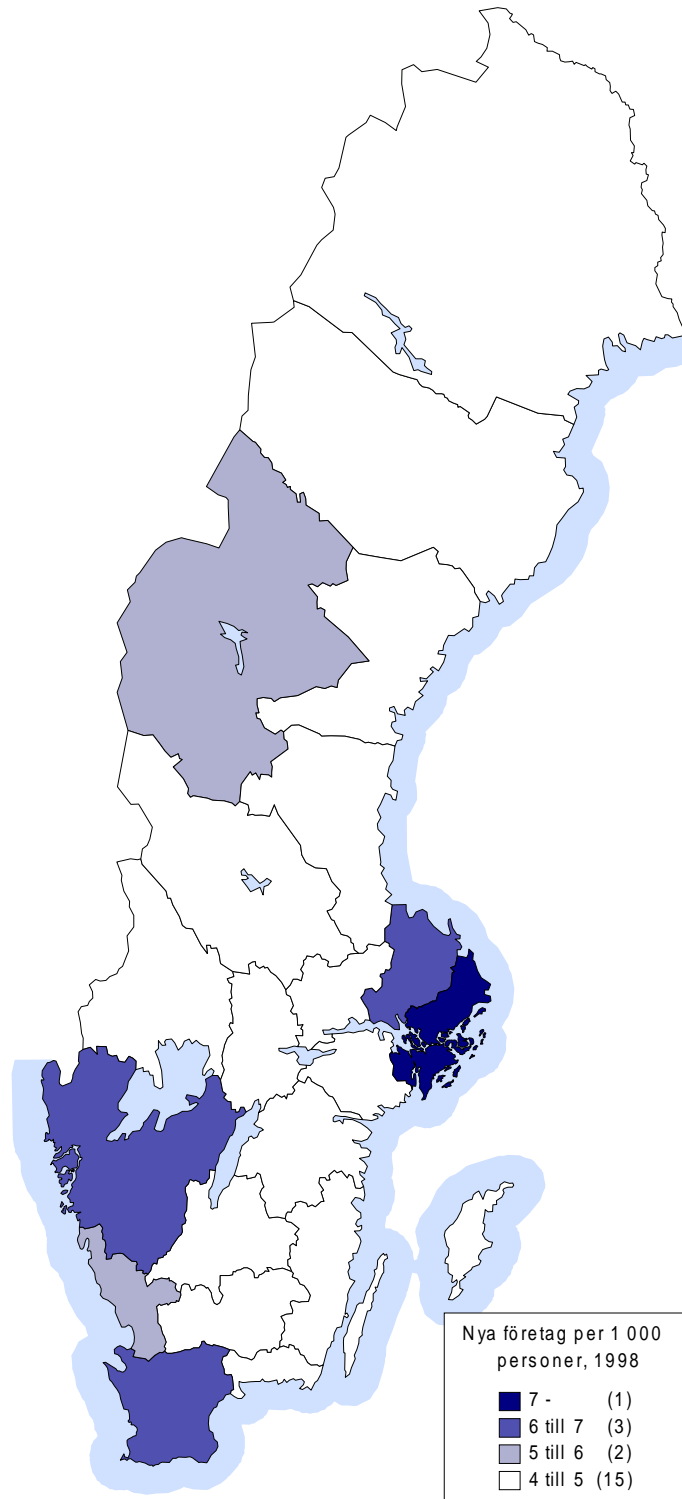 Nya företag per 1 000
personer, 1998
7 - (1)
6 till 7 (3)
5 till 6 (2)
4 till 5 (15)